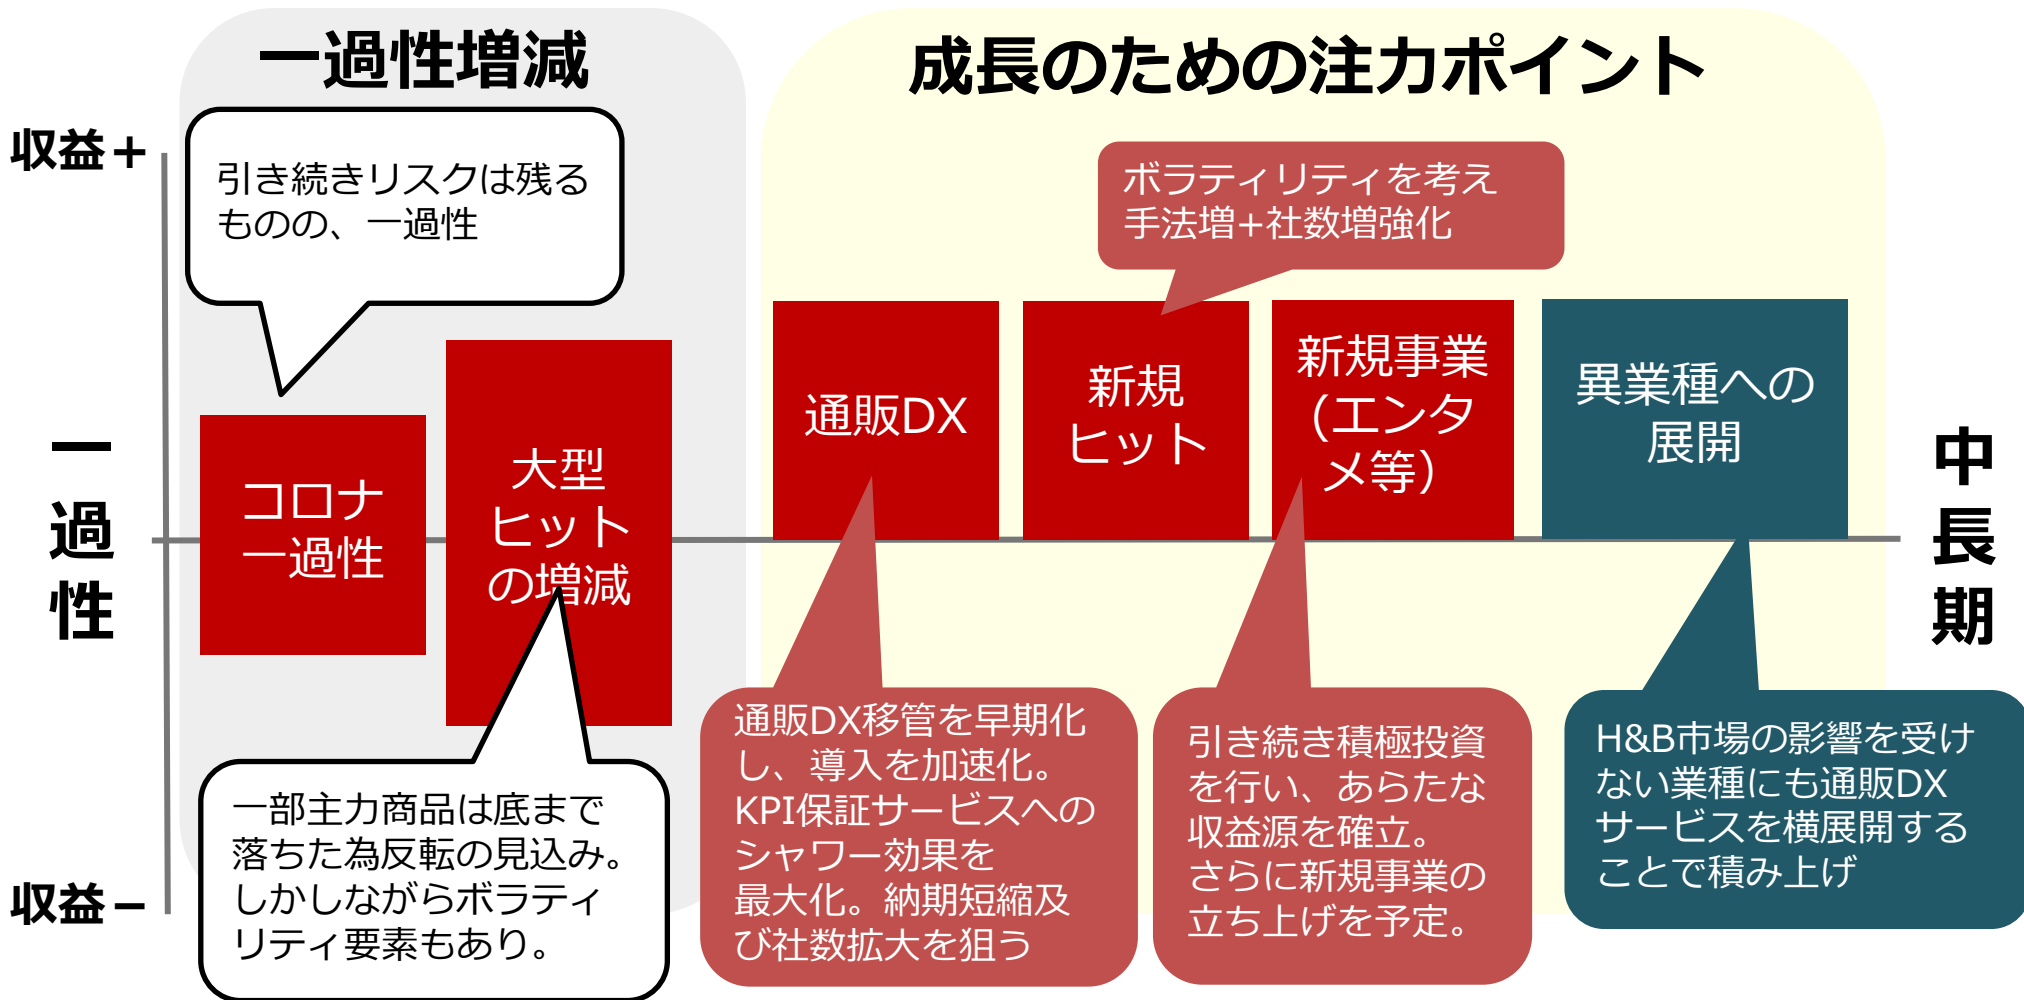 一過性増減
成長のための注力ポイント
収益+
引き続きリスクは残る
ものの、一過性
ボラティリティを考え
手法増+社数増強化
一過性
コロナ
一過性
大型
ヒット
の増減
通販DX
新規
ヒット
新規事業
(エンタ
メ等）
異業種への
展開
中長期
収益−
一部主力商品は底まで
落ちた為反転の見込み。
しかしながらボラティ
リティ要素もあり。
通販DX移管を早期化
し、導入を加速化。
KPI保証サービスへの
シャワー効果を
最大化。納期短縮及
び社数拡大を狙う
引き続き積極投資
を行い、あらたな
収益源を確立。
さらに新規事業の
立ち上げを予定。
H&B市場の影響を受け
ない業種にも通販DX
サービスを横展開する
ことで積み上げ